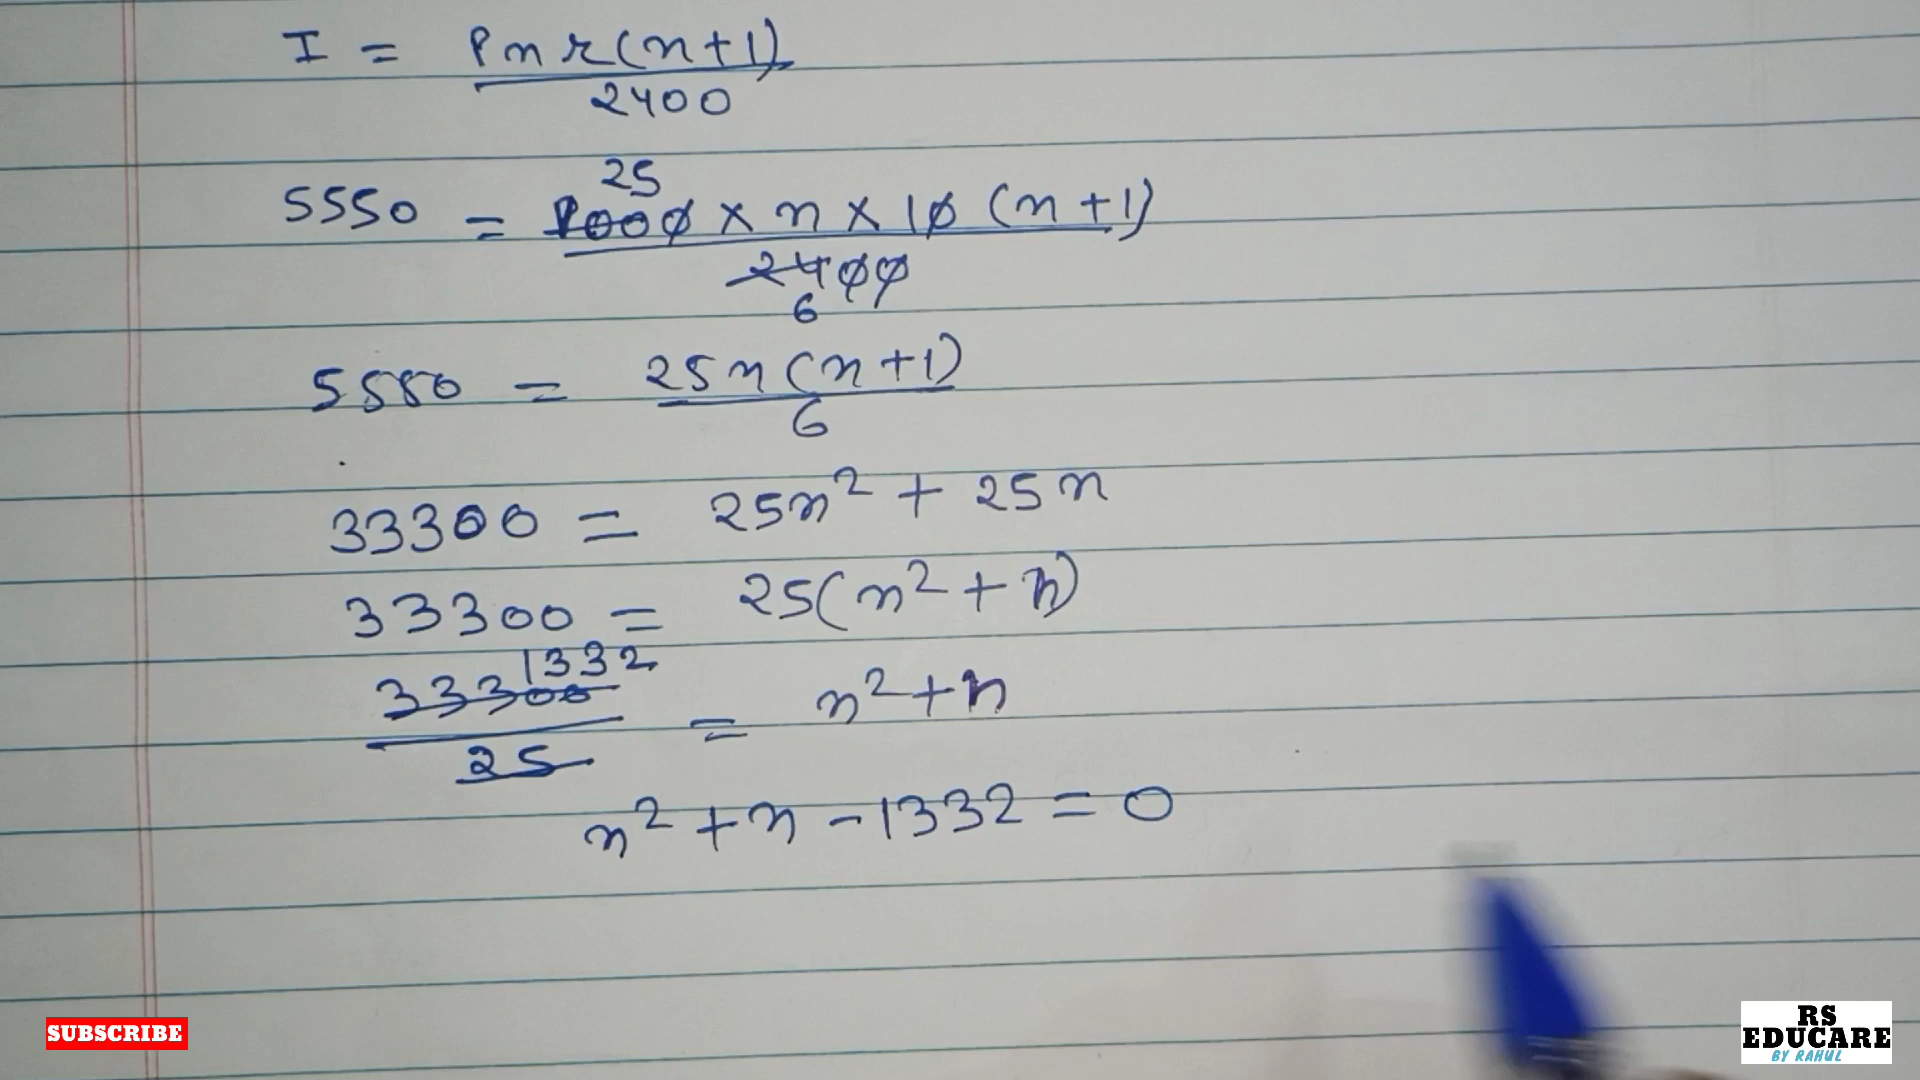 I = Pnr(n+1)
2400
25
5550 = 1000 × n × 10 (n+1)
2400
6
5550 = 25n(n+1)
6
33300 = 25n² + 25n
33300 = 25(n² + n)
1332
33300 = n² + n
25
n² + n - 1332 = 0
SUBSCRIBE
RS
EDUCARE
BY RAHUL